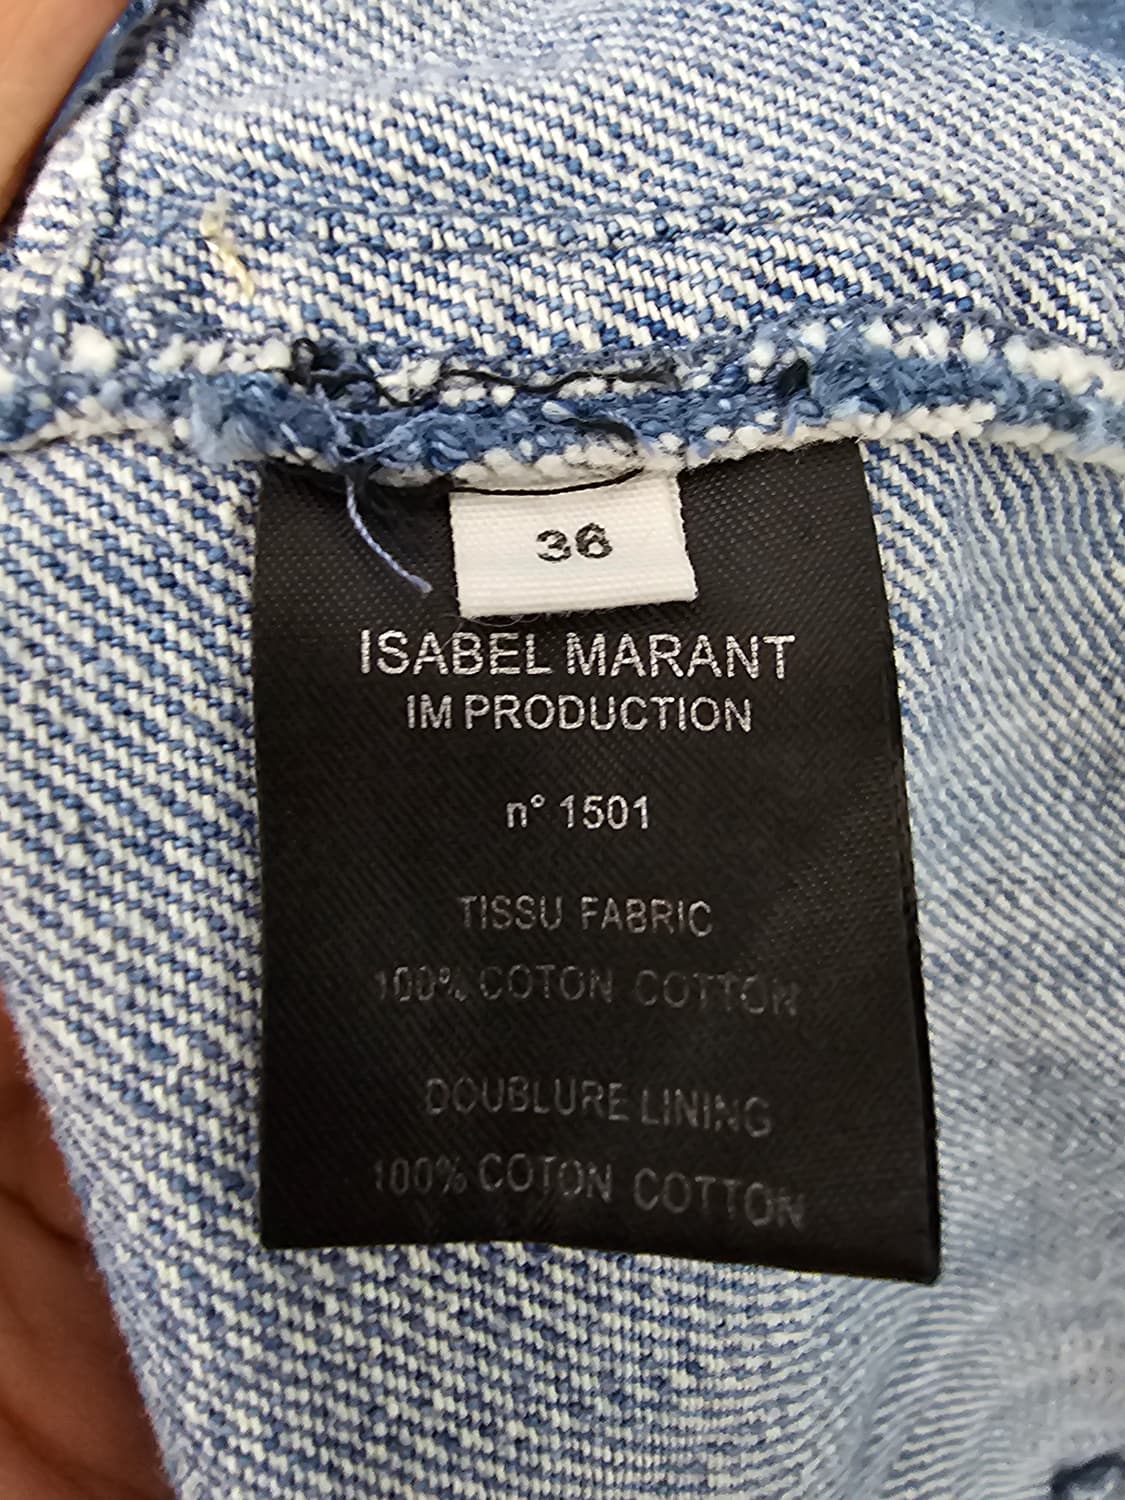 36
ISABEL MARANT
IM PRODUCTION
n° 1501
TISSU FABRIC
100% COTON COTTON
DOUBLURE LINING
100% COTON COTTON